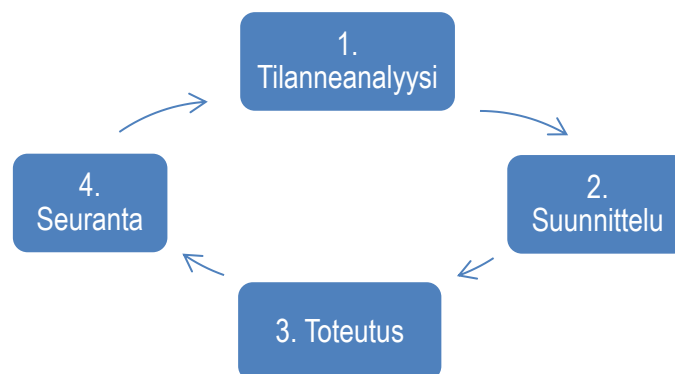 1.
Tilanneanalyysi
2.
Suunnittelu
3. Toteutus
4.
Seuranta